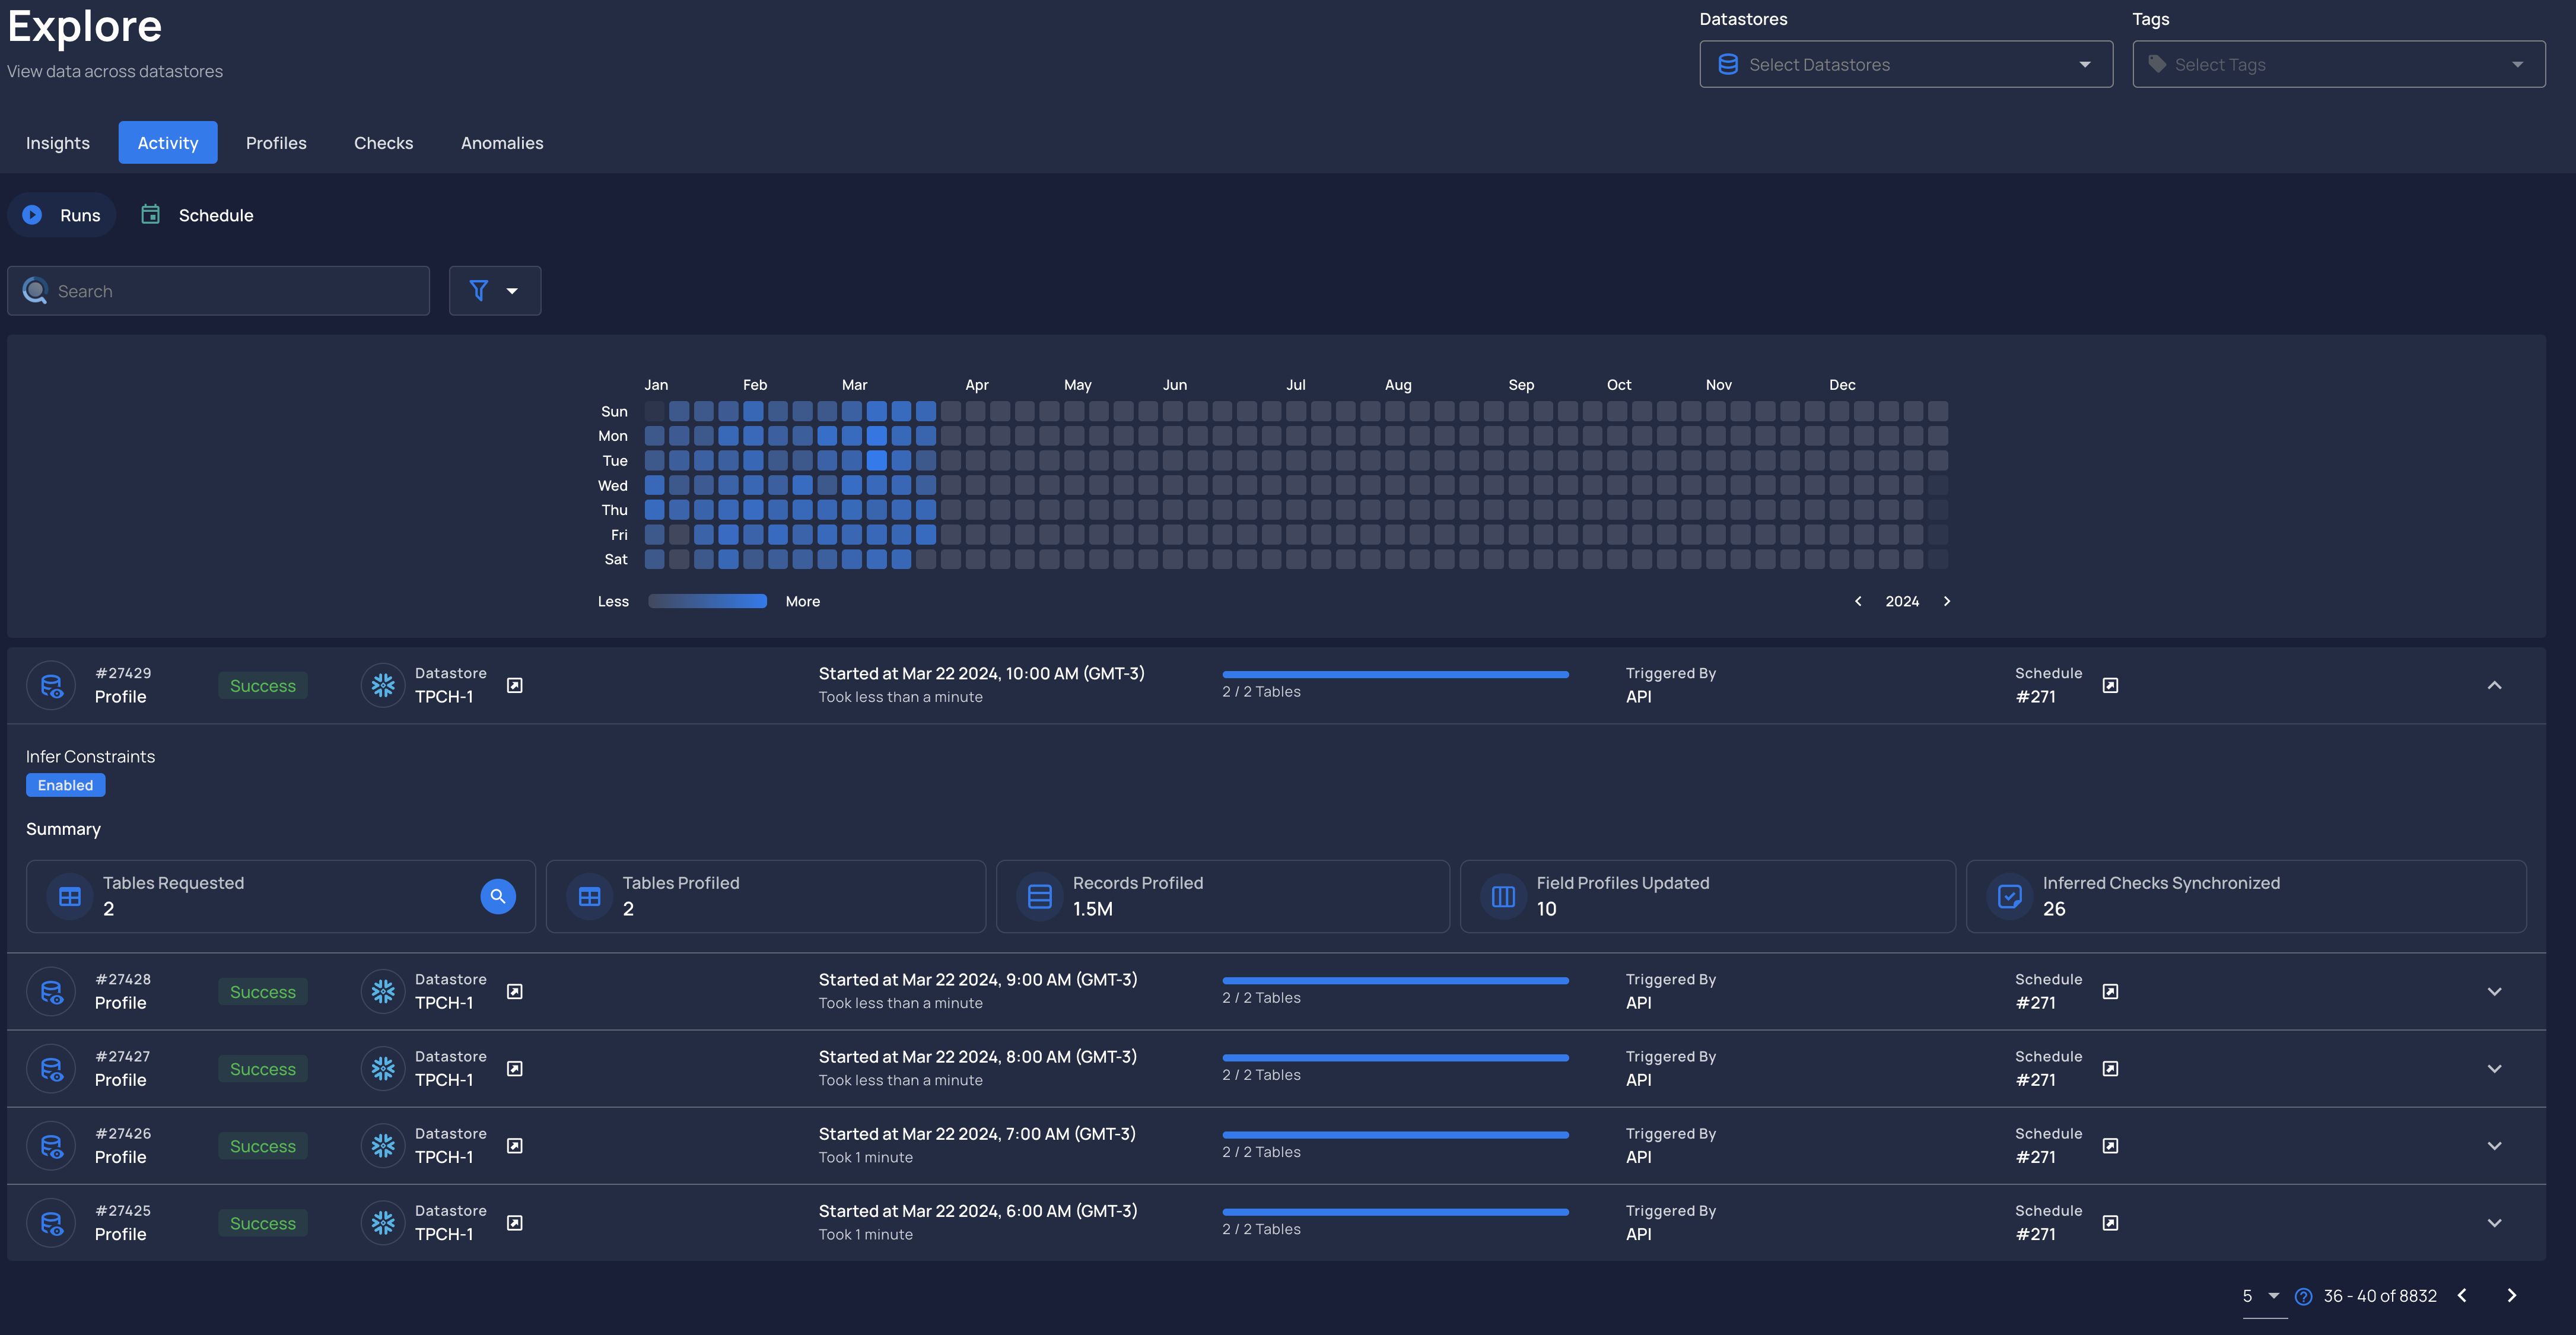 Explore
View data across datastores
Datastores
Select Datastores
Tags
Select Tags
Insights
Activity
Profiles
Checks
Anomalies
Runs
Schedule
Search
Jan Feb Mar Apr May Jun Jul Aug Sep Oct Nov Dec
Sun
Mon
Tue
Wed
Thu
Fri
Sat
Less
More
2024
#27429
Profile
Success
Datastore
TPCH-1
Started at Mar 22 2024, 10:00 AM (GMT-3)
Took less than a minute
2 / 2 Tables
Triggered By
API
Schedule
#271
Infer Constraints
Enabled
Summary
Tables Requested
2
Tables Profiled
2
Records Profiled
1.5M
Field Profiles Updated
10
Inferred Checks Synchronized
26
#27428
Profile
Success
Datastore
TPCH-1
Started at Mar 22 2024, 9:00 AM (GMT-3)
Took less than a minute
2 / 2 Tables
Triggered By
API
Schedule
#271
#27427
Profile
Success
Datastore
TPCH-1
Started at Mar 22 2024, 8:00 AM (GMT-3)
Took less than a minute
2 / 2 Tables
Triggered By
API
Schedule
#271
#27426
Profile
Success
Datastore
TPCH-1
Started at Mar 22 2024, 7:00 AM (GMT-3)
Took 1 minute
2 / 2 Tables
Triggered By
API
Schedule
#271
#27425
Profile
Success
Datastore
TPCH-1
Started at Mar 22 2024, 6:00 AM (GMT-3)
Took 1 minute
2 / 2 Tables
Triggered By
API
Schedule
#271
5
?
36 - 40 of 8832